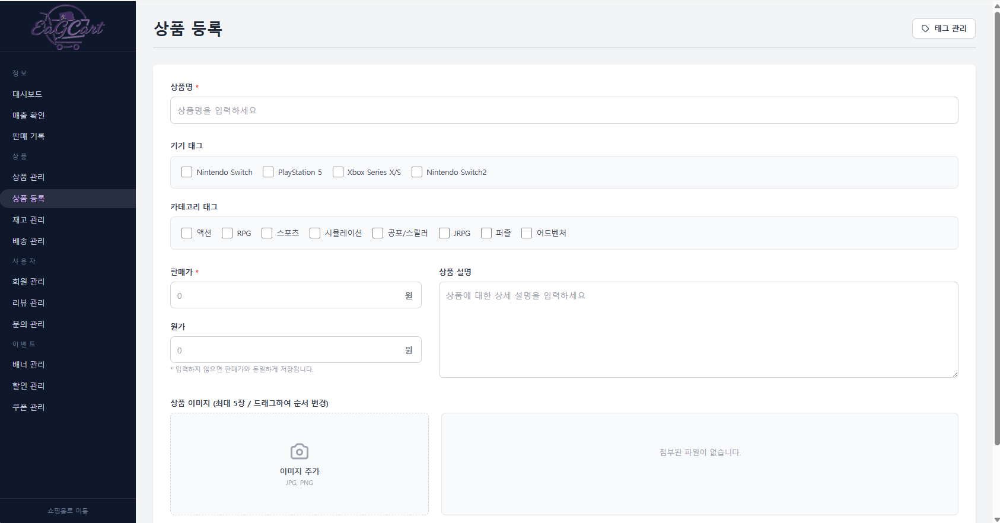 EaGCart
정보
대시보드
매출 확인
판매 기록
상품
상품 관리
상품 등록
재고 관리
배송 관리
사용자
회원 관리
리뷰 관리
문의 관리
이벤트
배너 관리
할인 관리
쿠폰 관리
쇼핑몰로 이동
상품 등록
태그 관리
상품명 *
상품명을 입력하세요
기기 태그
Nintendo Switch PlayStation 5 Xbox Series X/S Nintendo Switch2
카테고리 태그
액션 RPG 스포츠 시뮬레이션 공포/스릴러 JRPG 퍼즐 어드벤처
판매가 *
0 원
원가
0 원
* 입력하지 않으면 판매가와 동일하게 저장됩니다.
상품 설명
상품에 대한 상세 설명을 입력하세요
상품 이미지 (최대 5장 / 드래그하여 순서 변경)
이미지 추가
JPG, PNG
첨부된 파일이 없습니다.